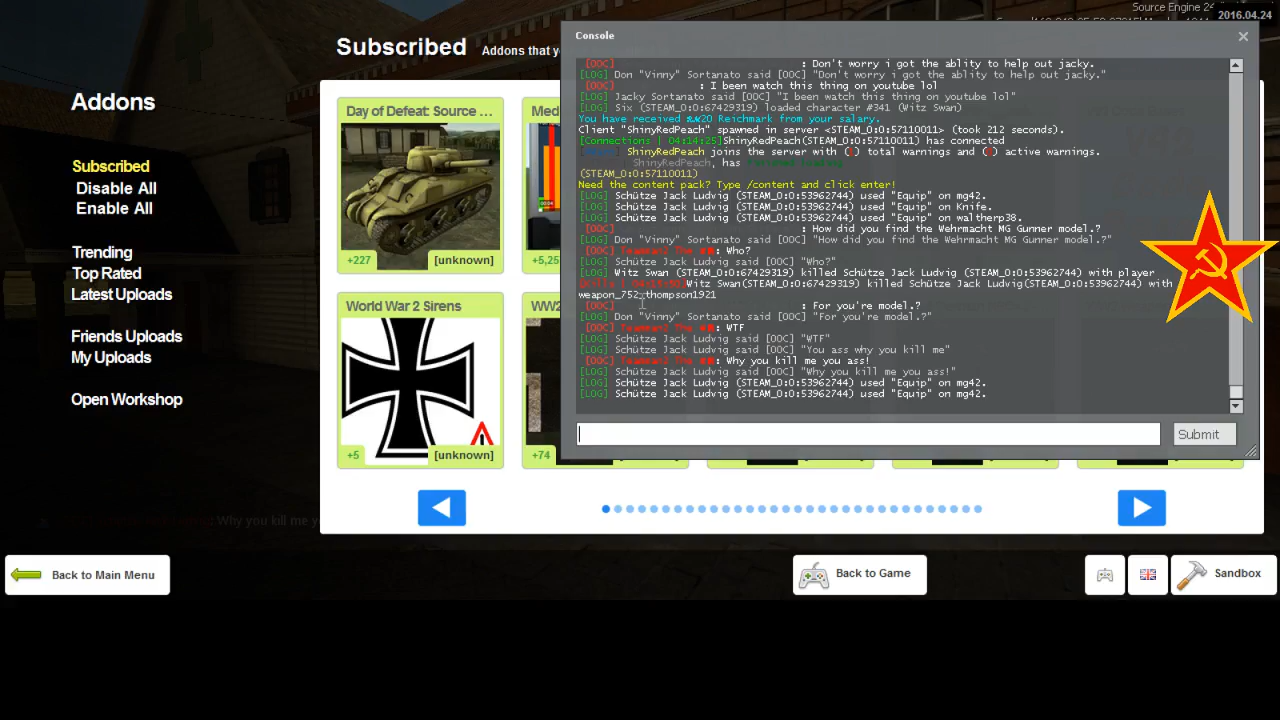 Source Engine 24
2016.04.24
Subscribed
Addons that y
Console
Addons
Subscribed
Disable All
Enable All
Trending
Top Rated
Latest Uploads
Friends Uploads
My Uploads
Open Workshop
Day of Defeat: Source ...
+227
[unknown]
Med
+5,25
World War 2 Sirens
+5
[unknown]
WW2
+74
[OOC] : Don't worry i got the ablity to help out jacky.
[LOG] Don "Vinny" Sortanato said [OOC] "Don't worry i got the ablity to help out jacky."
[OOC] : I been watch this thing on youtube lol
[LOG] Jacky Sortanato said [OOC] "I been watch this thing on youtube lol"
[LOG] Six (STEAM_0:0:67429319) loaded character #341 (Witz Swan)
You have received 20 Reichmark from your salary.
Client "ShinyRedPeach" spawned in server <STEAM_0:0:57110011> (took 212 seconds).
[Connections | 04:14:25]ShinyRedPeach(STEAM_0:0:57110011) has connected
ShinyRedPeach joins the server with (0) total warnings and (0) active warnings.
ShinyRedPeach, has finished loading
(STEAM_0:0:57110011)
Need the content pack? Type /content and click enter!
[LOG] Schütze Jack Ludvig (STEAM_0:0:53962744) used "Equip" on mg42.
[LOG] Schütze Jack Ludvig (STEAM_0:0:53962744) used "Equip" on Knife.
[LOG] Schütze Jack Ludvig (STEAM_0:0:53962744) used "Equip" on waltherp38.
[OOC] : How did you find the Wehrmacht MG Gunner model.?
[LOG] Don "Vinny" Sortanato said [OOC] "How did you find the Wehrmacht MG Gunner model.?"
[OOC] : Who?
[LOG] Schütze Jack Ludvig said [OOC] "Who?"
[LOG] Witz Swan (STEAM_0:0:67429319) killed Schütze Jack Ludvig (STEAM_0:0:53962744) with player
Witz Swan(STEAM_0:0:67429319) killed Schütze Jack Ludvig(STEAM_0:0:53962744) with
weapon_752_thompson1921
[OOC] : For you're model.?
[LOG] Don "Vinny" Sortanato said [OOC] "For you're model.?"
[OOC] : WTF
[LOG] Schütze Jack Ludvig said [OOC] "WTF"
[LOG] Schütze Jack Ludvig said [OOC] "You ass why you kill me"
[OOC] : Why you kill me you ass!
[LOG] Schütze Jack Ludvig said [OOC] "Why you kill me you ass!"
[LOG] Schütze Jack Ludvig (STEAM_0:0:53962744) used "Equip" on mg42.
[LOG] Schütze Jack Ludvig (STEAM_0:0:53962744) used "Equip" on mg42.
Submit
: Why you kill me y
Back to Main Menu
Back to Game
Sandbox